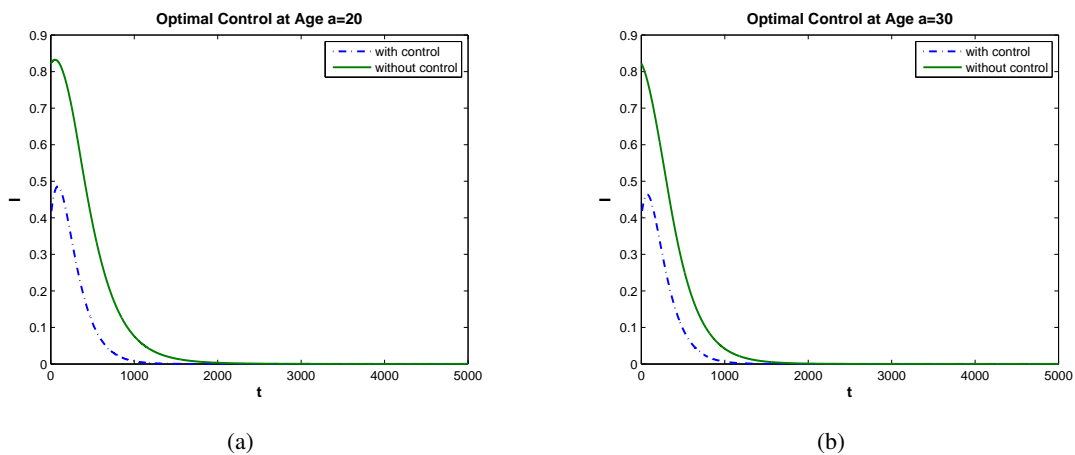 Optimal Control at Age a=20
0.9
0.8
0.7
0.6
0.5
0.4
0.3
0.2
0.1
0
I
with control
without control
0 1000 2000 3000 4000 5000
t
(a)
Optimal Control at Age a=30
0.9
0.8
0.7
0.6
0.5
0.4
0.3
0.2
0.1
0
I
with control
without control
0 1000 2000 3000 4000 5000
t
(b)